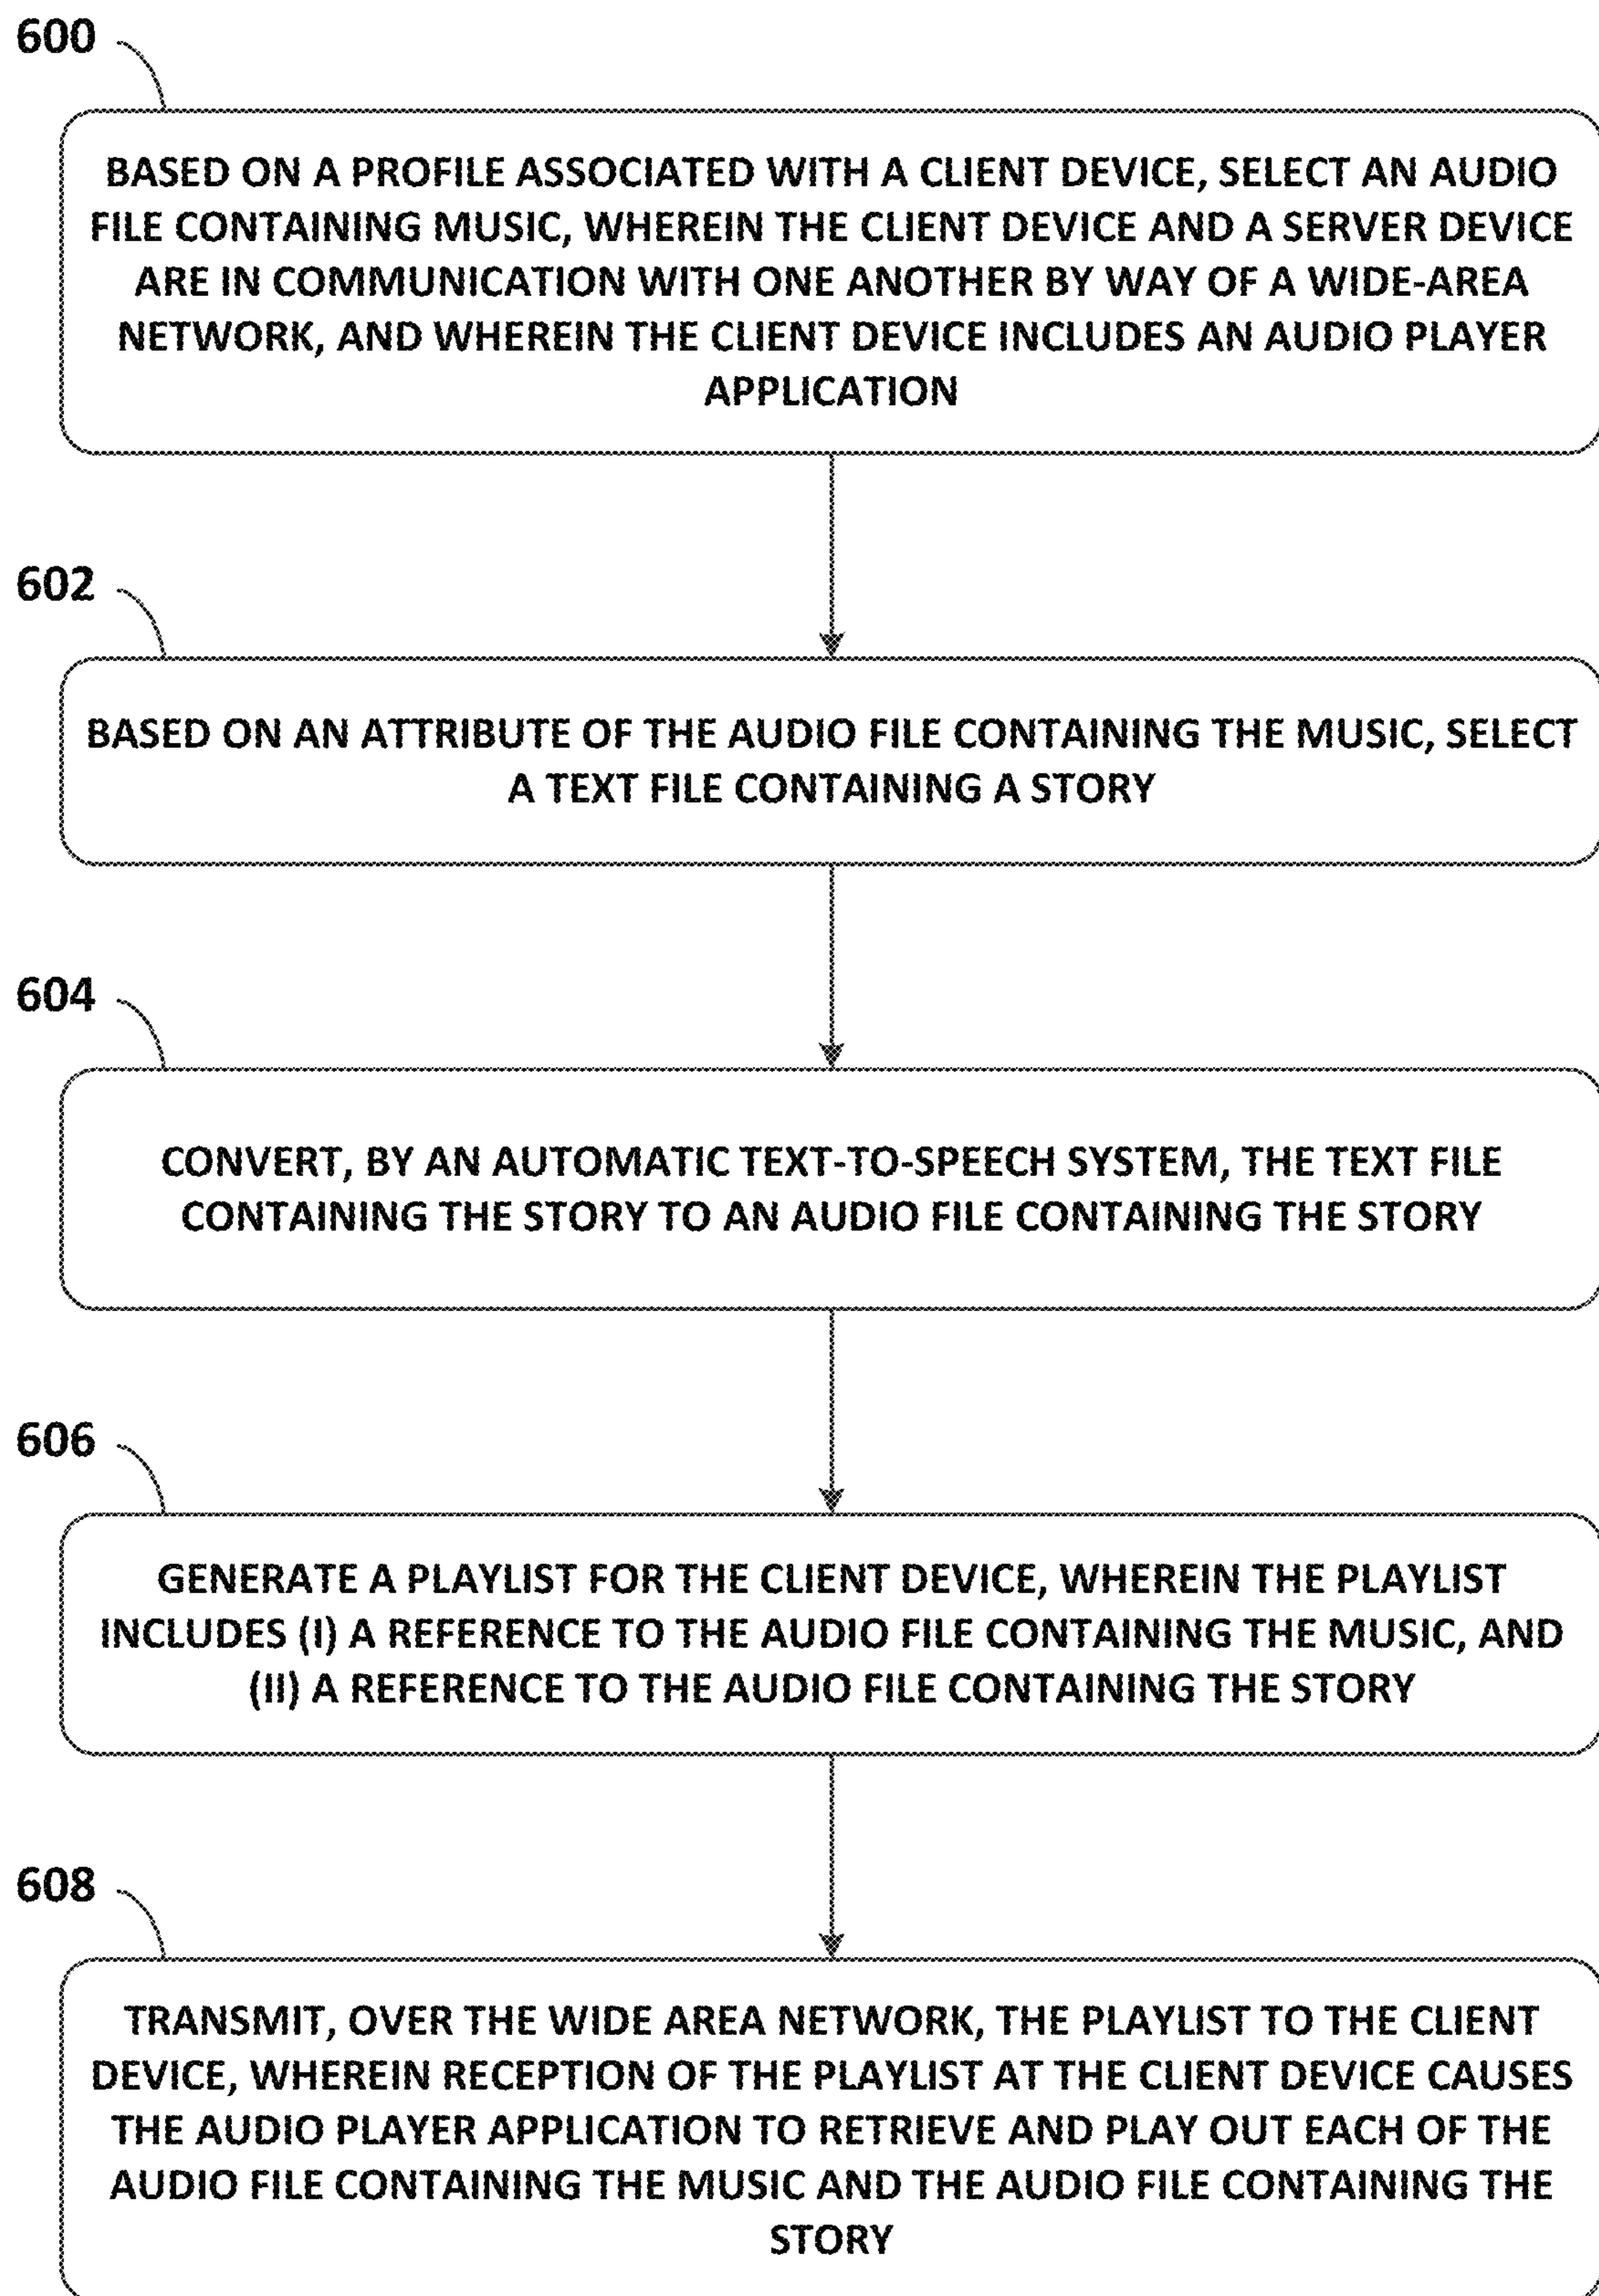 600
BASED ON A PROFILE ASSOCIATED WITH A CLIENT DEVICE, SELECT AN AUDIO
FILE CONTAINING MUSIC, WHEREIN THE CLIENT DEVICE AND A SERVER DEVICE
ARE IN COMMUNICATION WITH ONE ANOTHER BY WAY OF A WIDE-AREA
NETWORK, AND WHEREIN THE CLIENT DEVICE INCLUDES AN AUDIO PLAYER
APPLICATION
602
BASED ON AN ATTRIBUTE OF THE AUDIO FILE CONTAINING THE MUSIC, SELECT
A TEXT FILE CONTAINING A STORY
604
CONVERT, BY AN AUTOMATIC TEXT-TO-SPEECH SYSTEM, THE TEXT FILE
CONTAINING THE STORY TO AN AUDIO FILE CONTAINING THE STORY
606
GENERATE A PLAYLIST FOR THE CLIENT DEVICE, WHEREIN THE PLAYLIST
INCLUDES (I) A REFERENCE TO THE AUDIO FILE CONTAINING THE MUSIC, AND
(II) A REFERENCE TO THE AUDIO FILE CONTAINING THE STORY
608
TRANSMIT, OVER THE WIDE AREA NETWORK, THE PLAYLIST TO THE CLIENT
DEVICE, WHEREIN RECEPTION OF THE PLAYLIST AT THE CLIENT DEVICE CAUSES
THE AUDIO PLAYER APPLICATION TO RETRIEVE AND PLAY OUT EACH OF THE
AUDIO FILE CONTAINING THE MUSIC AND THE AUDIO FILE CONTAINING THE
STORY